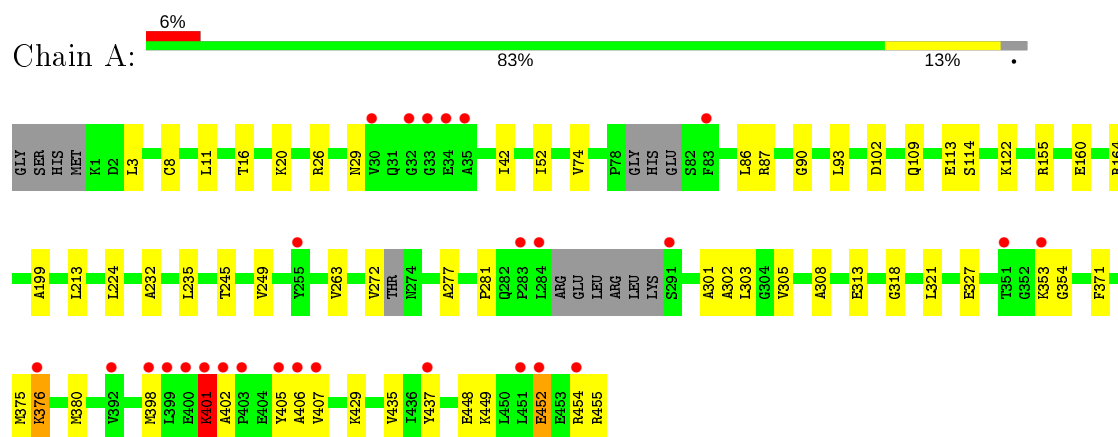 6%
Chain A:
83% 13% •
GLY SER HIS MET K1 D2 L3 C8 L11 T16 K20 R26 N29 V30 Q31 G32 G33 E34 A35 I42 I52 V74 P78 GLY HIS GLU S82 F83 L86 R87 G90 L93 D102 Q109 E113 S114 K122 R155 E160 R164
A199 L213 L224 A232 L235 T245 V249 Y255 V263 V272 THR N274 A277 P281 Q282 P283 L284 ARG GLU LEU LEU ARG LEU LYS S291 A301 A302 L303 G304 V305 A308 E313 G318 L321 E327 T351 G352 K353 G354 F371
M375 K376 M380 V392 M398 L399 E400 K401 A402 P403 E404 Y405 A406 V407 K429 V435 I436 Y437 E448 K449 L450 L451 E452 E453 R454 R455